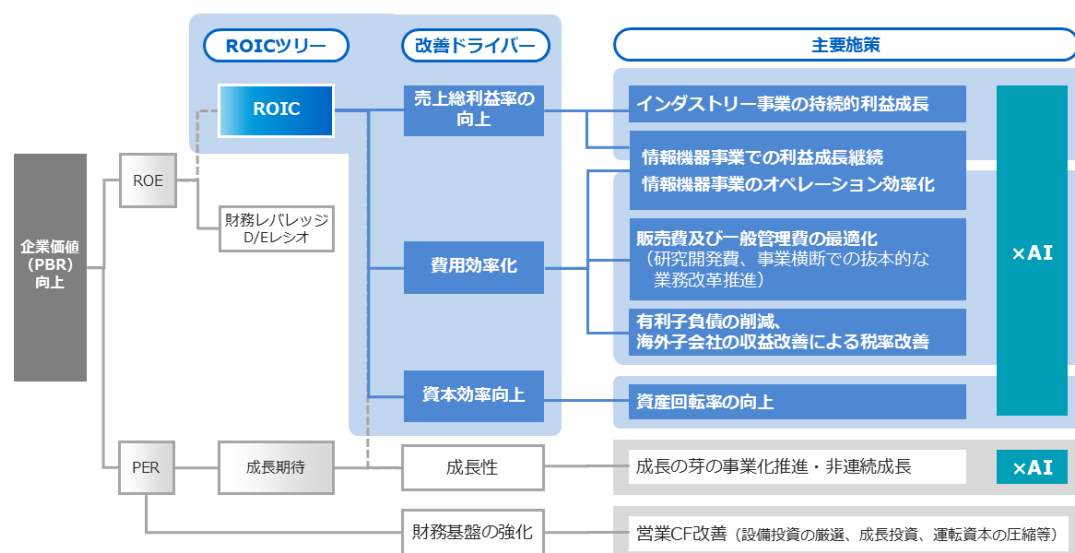 ROICツリー
改善ドライバー
主要施策
ROIC
売上総利益率の
向上
インダストリー事業の持続的利益成長
情報機器事業での利益成長継続
情報機器事業のオペレーション効率化
ROE
財務レバレッジ
D/Eレシオ
企業価値
（PBR）
向上
費用効率化
販売費及び一般管理費の最適化
（研究開発費、事業横断での抜本的な
業務改革推進）
×AI
有利子負債の削減、
海外子会社の収益改善による税率改善
資本効率向上
資産回転率の向上
PER
成長期待
成長性
成長の芽の事業化推進・非連続成長
×AI
財務基盤の強化
営業CF改善（設備投資の厳選、成長投資、運転資本の圧縮等）